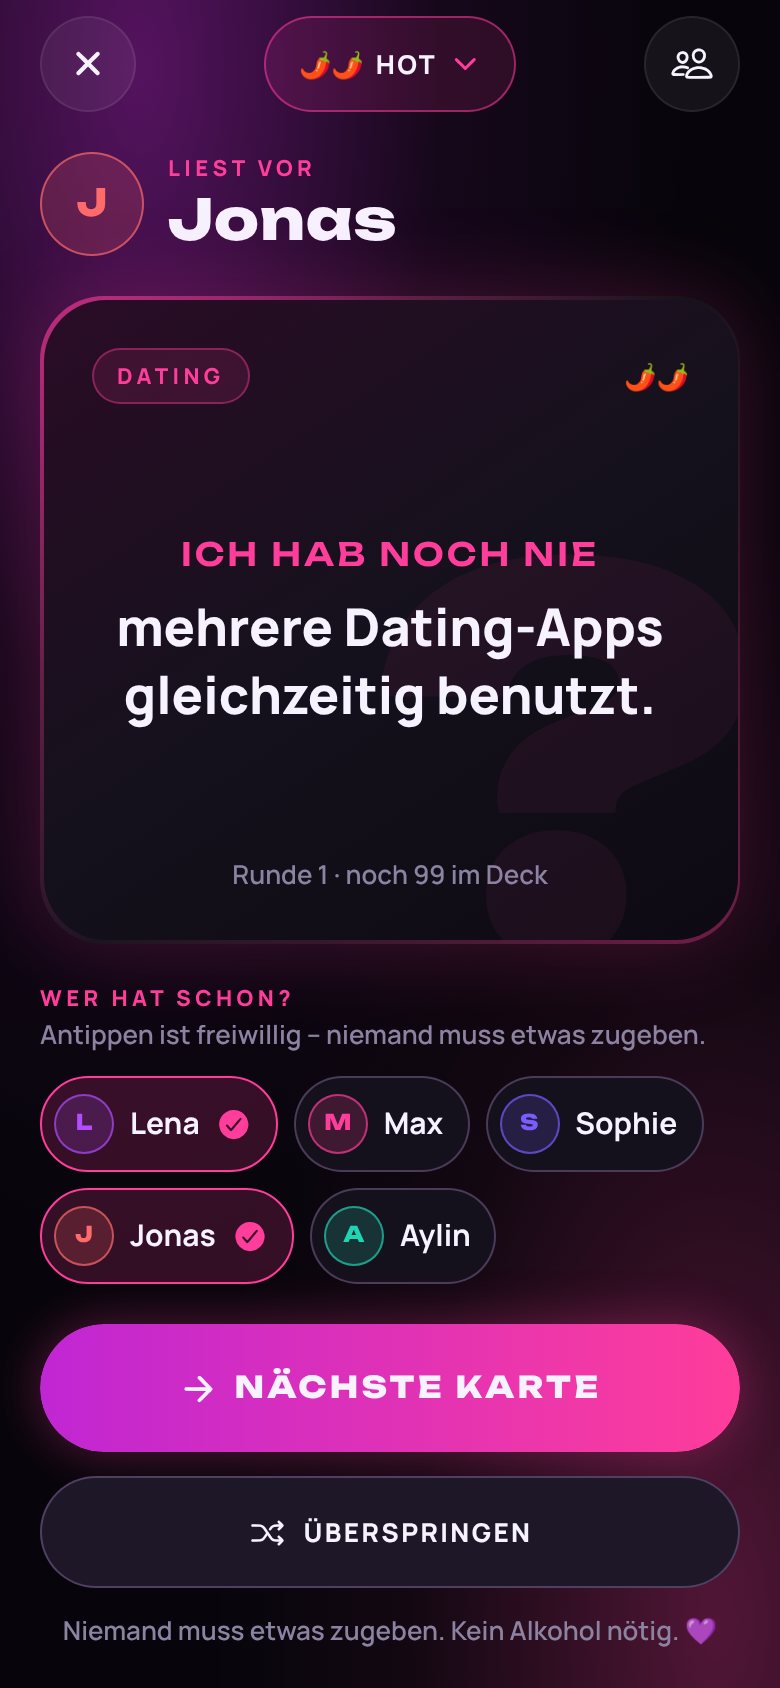 🌶️🌶️ HOT
J
LIEST VOR
Jonas
DATING
🌶️🌶️
ICH HAB NOCH NIE
mehrere Dating-Apps
gleichzeitig benutzt.
?
Runde 1 · noch 99 im Deck
WER HAT SCHON?
Antippen ist freiwillig – niemand muss etwas zugeben.
L Lena M Max S Sophie
J Jonas A Aylin
→ NÄCHSTE KARTE
ÜBERSPRINGEN
Niemand muss etwas zugeben. Kein Alkohol nötig. 💜